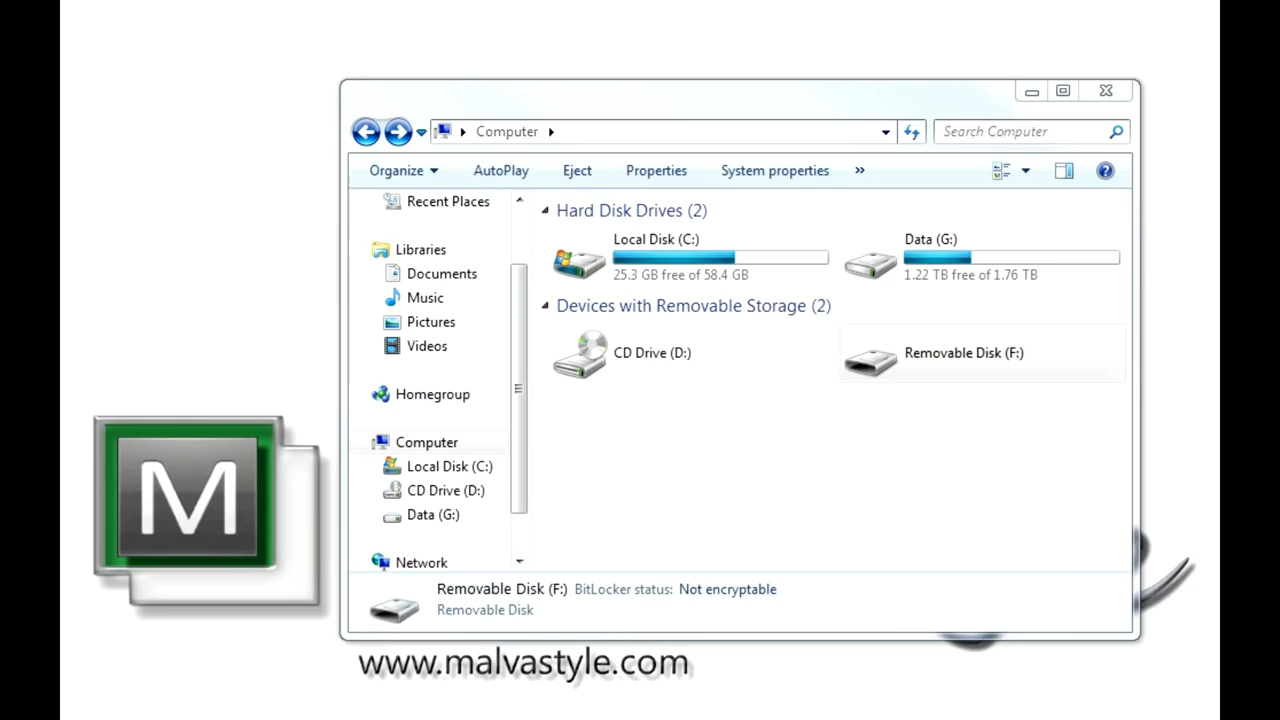 Computer
Search Computer
Organize AutoPlay Eject Properties System properties »
Recent Places
Libraries
Documents
Music
Pictures
Videos
Homegroup
Computer
Local Disk (C:)
CD Drive (D:)
Data (G:)
Network
Hard Disk Drives (2)
Local Disk (C:)
25.3 GB free of 58.4 GB
Data (G:)
1.22 TB free of 1.76 TB
Devices with Removable Storage (2)
CD Drive (D:)
Removable Disk (F:)
Removable Disk (F:) BitLocker status: Not encryptable
Removable Disk
M
www.malvastyle.com